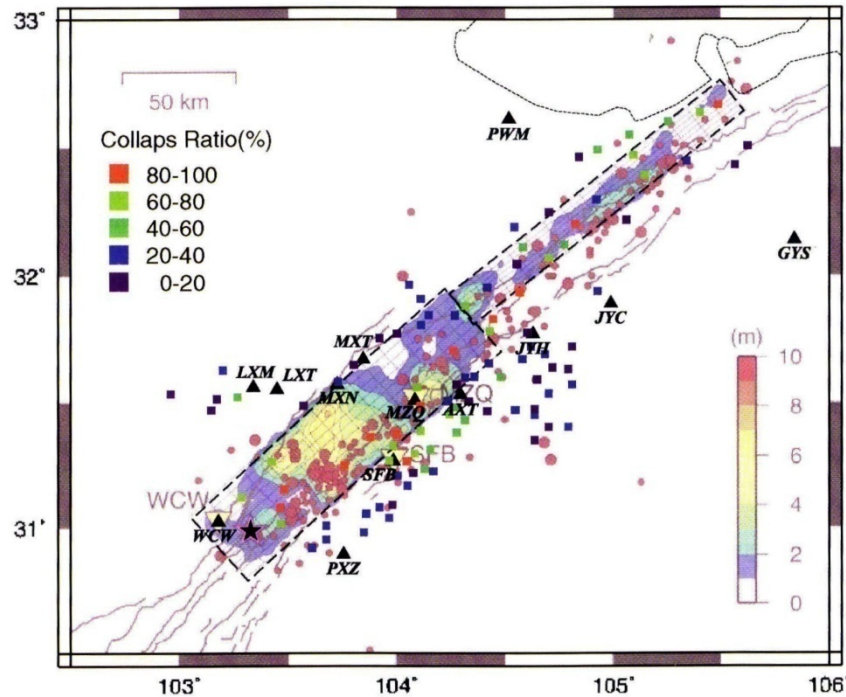 33°
50 km
Collaps Ratio(%)
80-100
60-80
40-60
20-40
0-20
PWM
GYS
32°
JYC
MXT
JYH
(m)
LXM
LXT
10
MXN
MZQ
MZQ
AXT
8
SFB
SFB
6
WCW
4
31°
WCW
PXZ
2
0
103°
104°
105°
106°